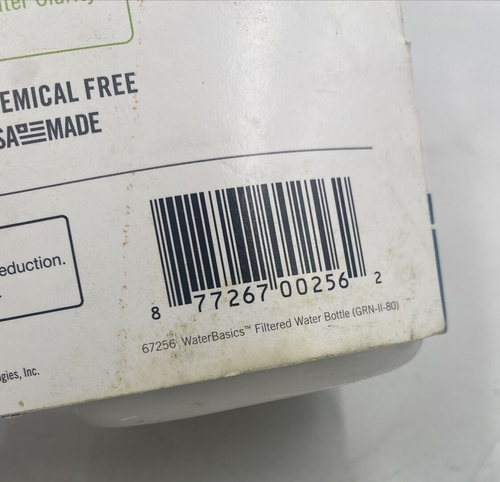 Clarity
EMICAL FREE
SA MADE
eduction.
8 77267 00256 2
67256 WaterBasics™ Filtered Water Bottle (GRN-II-80)
gies, Inc.